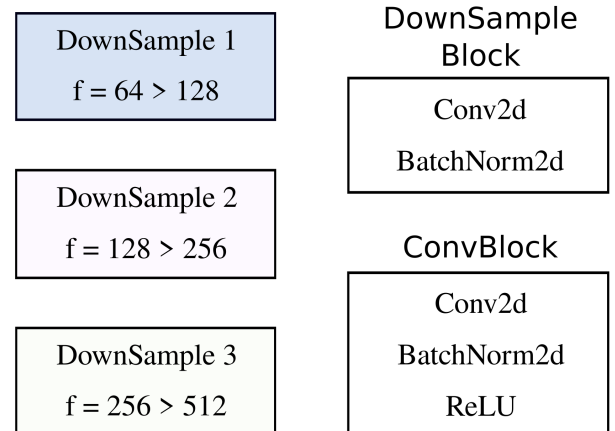 DownSample 1
f = 64 > 128
DownSample 2
f = 128 > 256
DownSample 3
f = 256 > 512
DownSample
Block
Conv2d
BatchNorm2d
ConvBlock
Conv2d
BatchNorm2d
ReLU